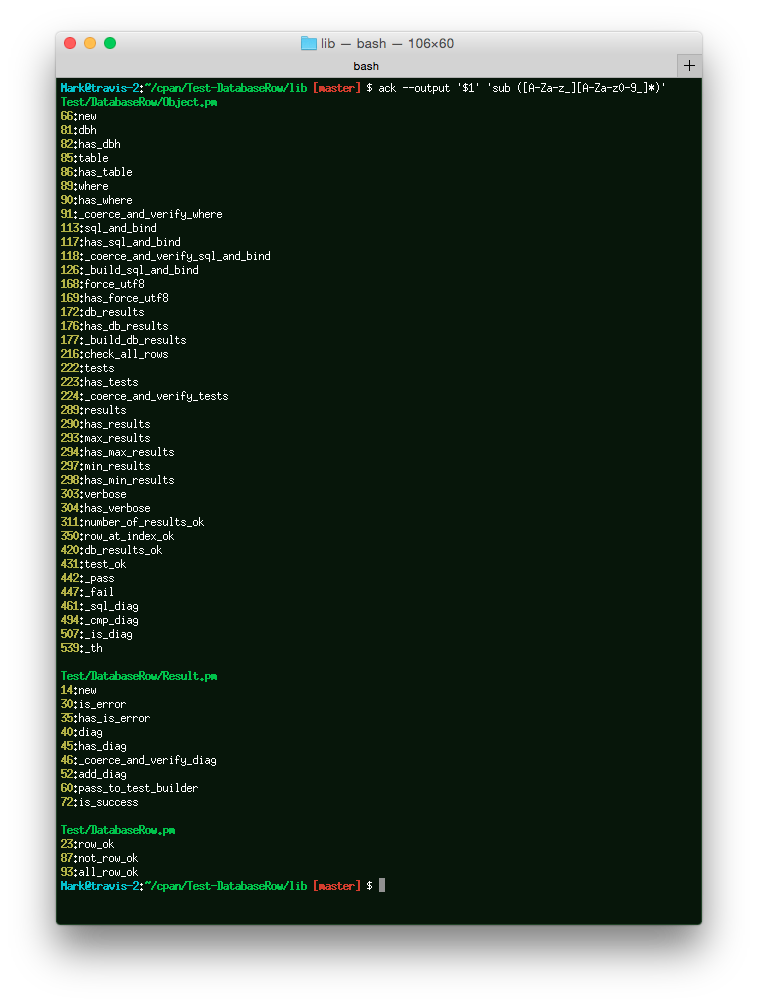 lib — bash — 106×60
bash
Mark@travis-2:~/cpan/Test-DatabaseRow/lib [master] $ ack --output '$1' 'sub ([A-Za-z_][A-Za-z0-9_]*)'
Test/DatabaseRow/Object.pm
66:new
81:dbh
82:has_dbh
85:table
86:has_table
89:where
90:has_where
91:_coerce_and_verify_where
113:sql_and_bind
117:has_sql_and_bind
118:_coerce_and_verify_sql_and_bind
126:_build_sql_and_bind
168:force_utf8
169:has_force_utf8
172:db_results
176:has_db_results
177:_build_db_results
216:check_all_rows
222:tests
223:has_tests
224:_coerce_and_verify_tests
289:results
290:has_results
293:max_results
294:has_max_results
297:min_results
298:has_min_results
303:verbose
304:has_verbose
311:number_of_results_ok
350:row_at_index_ok
420:db_results_ok
431:test_ok
442:_pass
447:_fail
461:_sql_diag
494:_cmp_diag
507:_is_diag
539:_th
Test/DatabaseRow/Result.pm
14:new
30:is_error
35:has_is_error
40:diag
45:has_diag
46:_coerce_and_verify_diag
52:add_diag
60:pass_to_test_builder
72:is_success
Test/DatabaseRow.pm
23:row_ok
87:not_row_ok
93:all_row_ok
Mark@travis-2:~/cpan/Test-DatabaseRow/lib [master] $